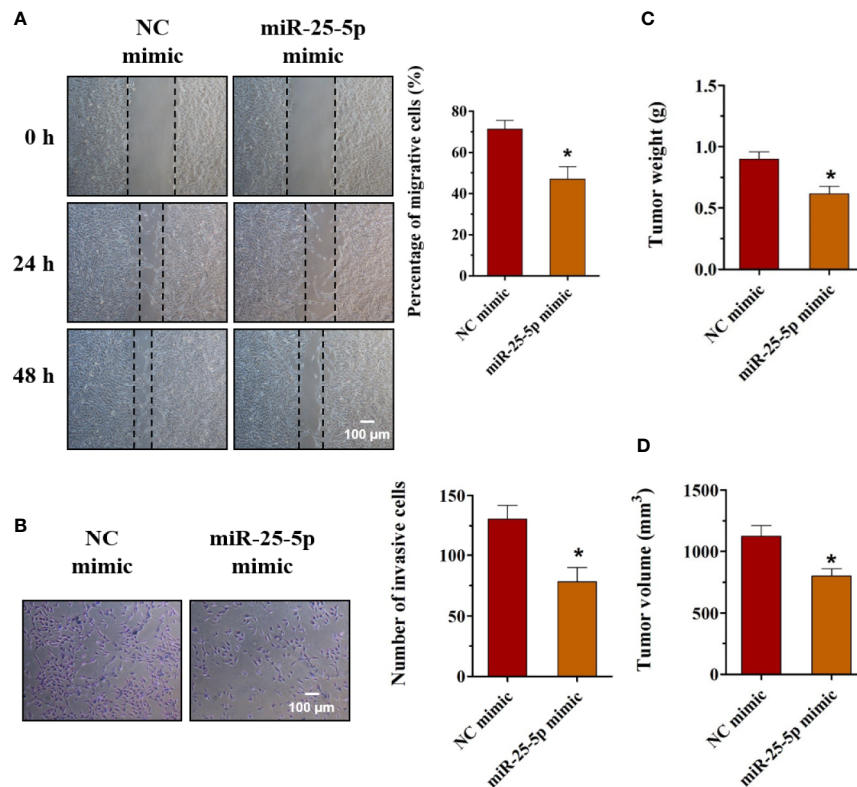 A
NC
mimic
miR-25-5p
mimic
0 h
24 h
48 h
100 µm
Percentage of migrative cells (%)
80
60
40
20
0
*
NC mimic
miR-25-5p mimic
C
Tumor weight (g)
1.5
1.0
0.5
0.0
*
NC mimic
miR-25-5p mimic
B
NC
mimic
miR-25-5p
mimic
100 µm
Number of invasive cells
150
100
50
0
*
NC mimic
miR-25-5p mimic
D
Tumor volume (mm³)
1500
1000
500
0
*
NC mimic
miR-25-5p mimic